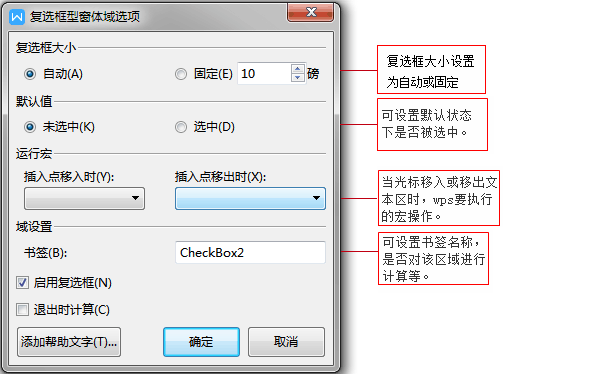 复选框型窗体域选项
复选框大小
自动(A)
固定(E) 10 磅
默认值
未选中(K)
选中(D)
运行宏
插入点移入时(Y):
插入点移出时(X):
域设置
书签(B):
CheckBox2
启用复选框(N)
退出时计算(C)
添加帮助文字(T)...
确定
取消
复选框大小设置
为自动或固定
可设置默认状态
下是否被选中。
当光标移入或移出文
本区时，wps要执行
的宏操作。
可设置书签名称，
是否对该区域进行
计算等。